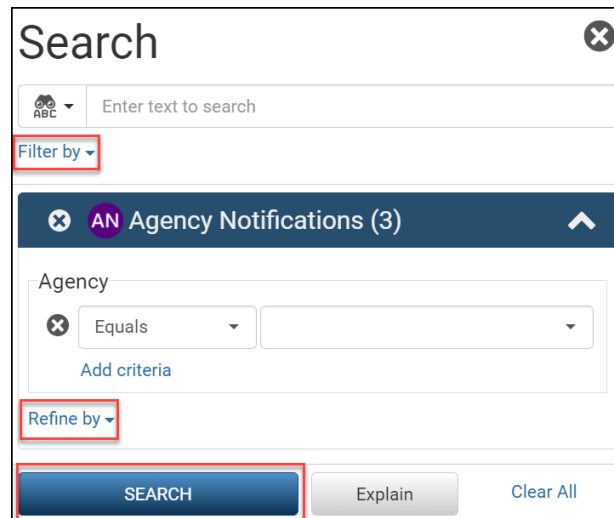 Search
ABC
Enter text to search
Filter by
AN Agency Notifications (3)
Agency
Equals
Add criteria
Refine by
SEARCH Explain Clear All